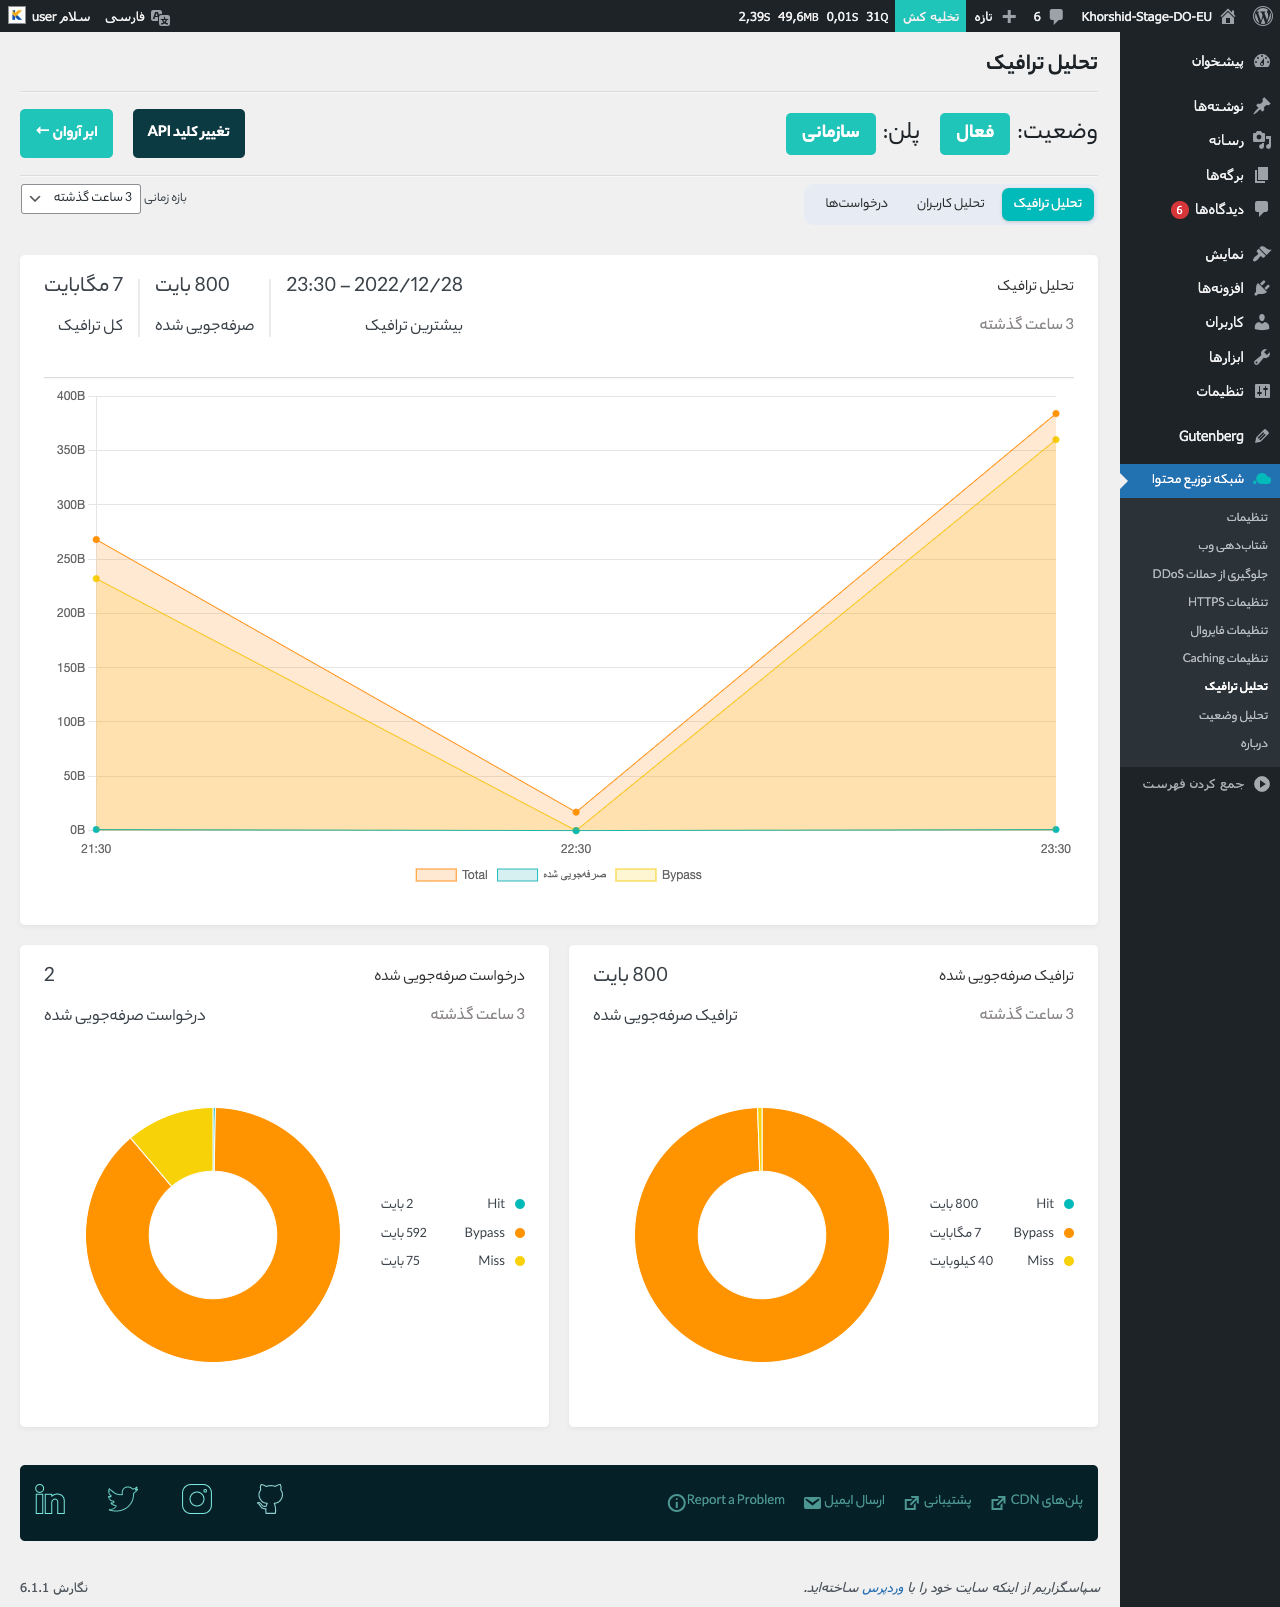 Khorshid-Stage-DO-EU
6
تازه
تخلیه کش
2,39S 49,6MB 0,01S 31Q
فارسی
سلام user
پیشخوان
نوشته‌ها
رسانه
برگه‌ها
دیدگاه‌ها 6
نمایش
افزونه‌ها
کاربران
ابزارها
تنظیمات
Gutenberg
شبکه توزیع محتوا
تنظیمات
شتاب‌دهی وب
جلوگیری از حملات DDoS
تنظیمات HTTPS
تنظیمات فایروال
تنظیمات Caching
تحلیل ترافیک
تحلیل وضعیت
درباره
جمع کردن فهرست
تحلیل ترافیک
وضعیت: فعال پلن: سازمانی
تغییر کلید API
ابر آروان ←
تحلیل ترافیک
تحلیل کاربران
درخواست‌ها
بازه زمانی 3 ساعت گذشته
تحلیل ترافیک
3 ساعت گذشته
23:30 – 2022/12/28
بیشترین ترافیک
800 بایت
صرفه‌جویی شده
7 مگابایت
کل ترافیک
400B
350B
300B
250B
200B
150B
100B
50B
0B
21:30 22:30 23:30
Total صرفه‌جویی شده Bypass
ترافیک صرفه‌جویی شده
3 ساعت گذشته
800 بایت
ترافیک صرفه‌جویی شده
Hit 800 بایت
Bypass 7 مگابایت
Miss 40 کیلوبایت
درخواست صرفه‌جویی شده
3 ساعت گذشته
2
درخواست صرفه‌جویی شده
Hit 2 بایت
Bypass 592 بایت
Miss 75 بایت
پلن‌های CDN
پشتیبانی
ارسال ایمیل
Report a Problem
سپاسگزاریم از اینکه سایت خود را با وردپرس ساخته‌اید.
نگارش 6.1.1